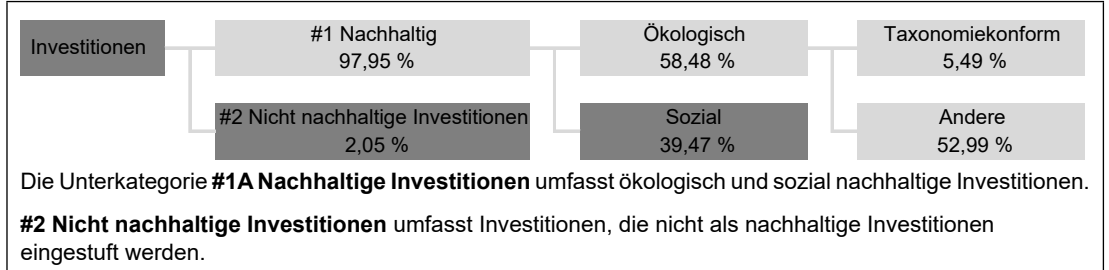 Investitionen
#1 Nachhaltig
97,95 %
Ökologisch
58,48 %
Taxonomiekonform
5,49 %
#2 Nicht nachhaltige Investitionen
2,05 %
Sozial
39,47 %
Andere
52,99 %
Die Unterkategorie #1A Nachhaltige Investitionen umfasst ökologisch und sozial nachhaltige Investitionen.
#2 Nicht nachhaltige Investitionen umfasst Investitionen, die nicht als nachhaltige Investitionen
eingestuft werden.